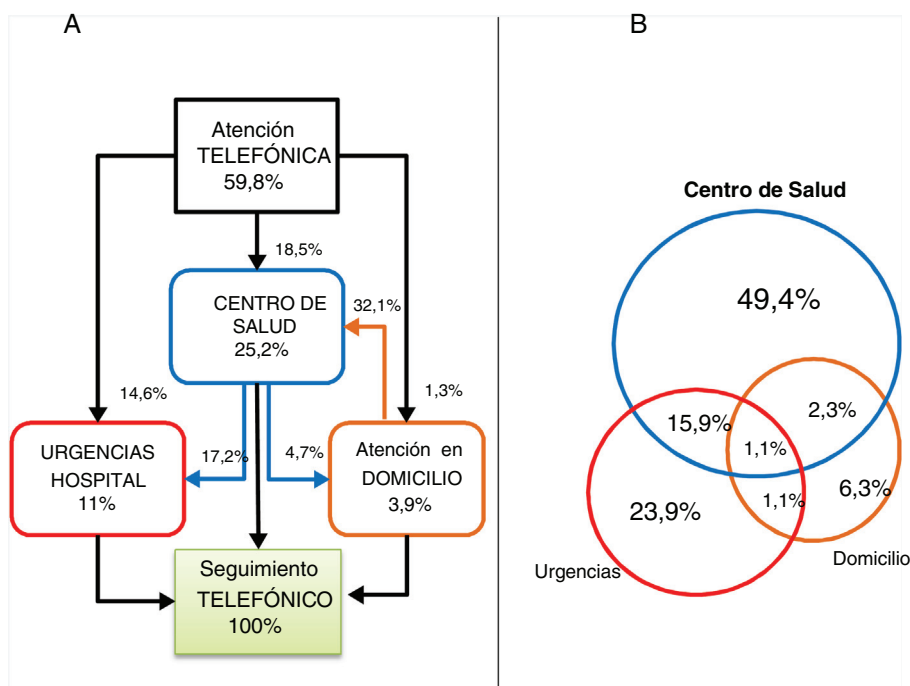 A
Atención
TELEFÓNICA
59,8%
18,5%
CENTRO DE
SALUD
25,2%
32,1%
14,6%
1,3%
URGENCIAS
HOSPITAL
11%
17,2%
4,7%
Atención en
DOMICILIO
3,9%
Seguimiento
TELEFÓNICO
100%
B
Centro de Salud
49,4%
15,9%
2,3%
1,1%
23,9%
1,1%
6,3%
Urgencias
Domicilio